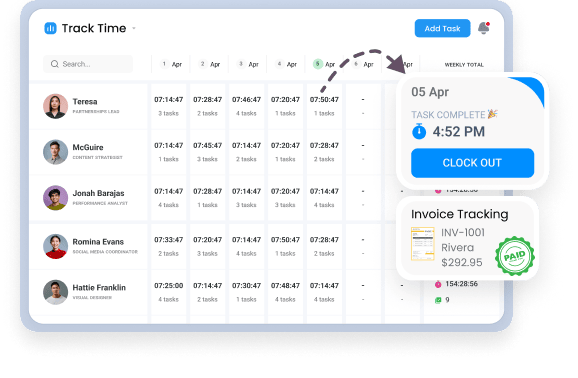 Track Time
Add Task
Search...
1 Apr 2 Apr 3 Apr 4 Apr 5 Apr 6 Apr Apr WEEKLY TOTAL
Teresa
PARTNERSHIPS LEAD
07:14:47 07:28:47 07:46:47 07:20:47 07:50:47 -
3 tasks 2 tasks 4 tasks 1 tasks 1 tasks -
McGuire
CONTENT STRATEGIST
07:14:47 07:45:47 07:14:47 07:20:47 07:28:47 -
1 tasks 3 tasks 2 tasks 1 tasks 2 tasks -
Jonah Barajas
PERFORMANCE ANALYST
07:14:47 07:28:47 07:14:47 07:20:47 07:14:47 - -
4 tasks 1 tasks 3 tasks 4 tasks 4 tasks -
Romina Evans
SOCIAL MEDIA COORDINATOR
07:33:47 07:20:47 07:14:47 07:50:47 07:28:47 -
2 tasks 3 tasks 4 tasks 1 tasks 2 tasks -
Hattie Franklin
VISUAL DESIGNER
07:25:00 07:14:47 07:30:47 07:48:47 07:14:47 - - 154:28:56
4 tasks 2 tasks 1 tasks 4 tasks 4 tasks - - 9
05 Apr
TASK COMPLETE 🎉
4:52 PM
CLOCK OUT
Invoice Tracking
INV-1001
Rivera
$292.95
PAID